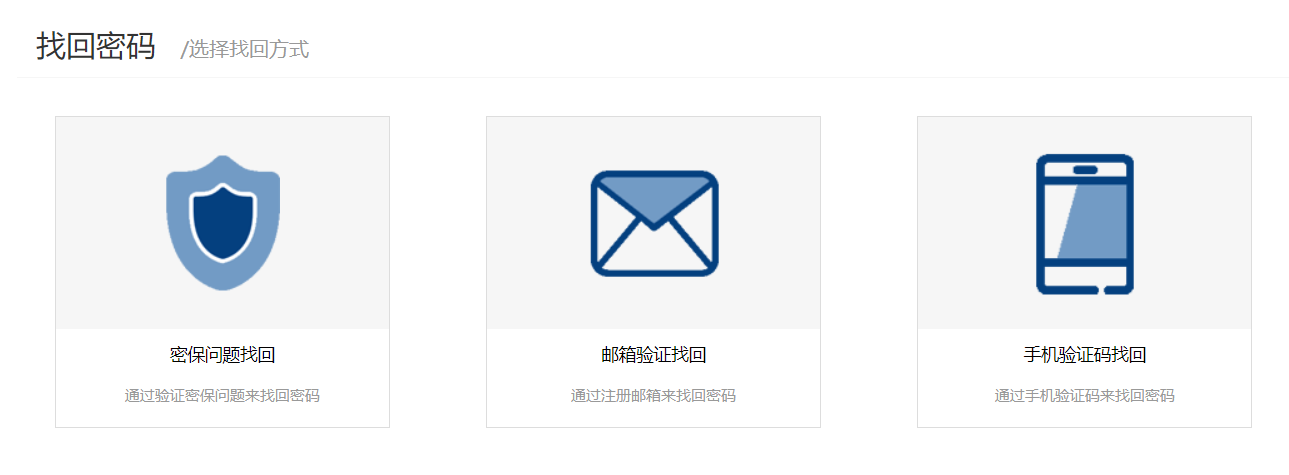 找回密码 /选择找回方式
密保问题找回
通过验证密保问题来找回密码
邮箱验证找回
通过注册邮箱来找回密码
手机验证码找回
通过手机验证码来找回密码